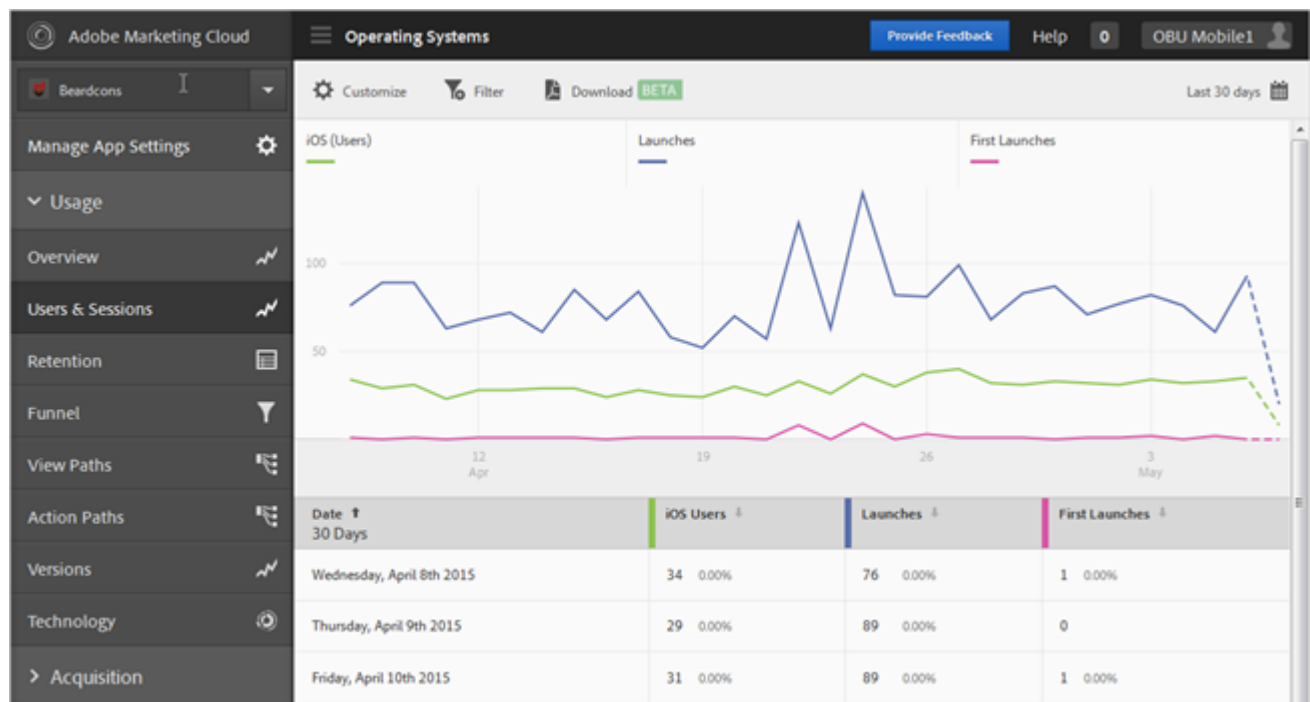 Adobe Marketing Cloud
Operating Systems
Provide Feedback
Help
0
OBU Mobile1
Beardcons
Customize
Filter
Download BETA
Last 30 days
Manage App Settings
Usage
Overview
Users & Sessions
Retention
Funnel
View Paths
Action Paths
Versions
Technology
Acquisition
iOS (Users)
Launches
First Launches
100
50
12
Apr
19
26
3
May
Date
30 Days
iOS Users
Launches
First Launches
Wednesday, April 8th 2015 34 0.00% 76 0.00% 1 0.00%
Thursday, April 9th 2015 29 0.00% 89 0.00% 0
Friday, April 10th 2015 31 0.00% 89 0.00% 1 0.00%